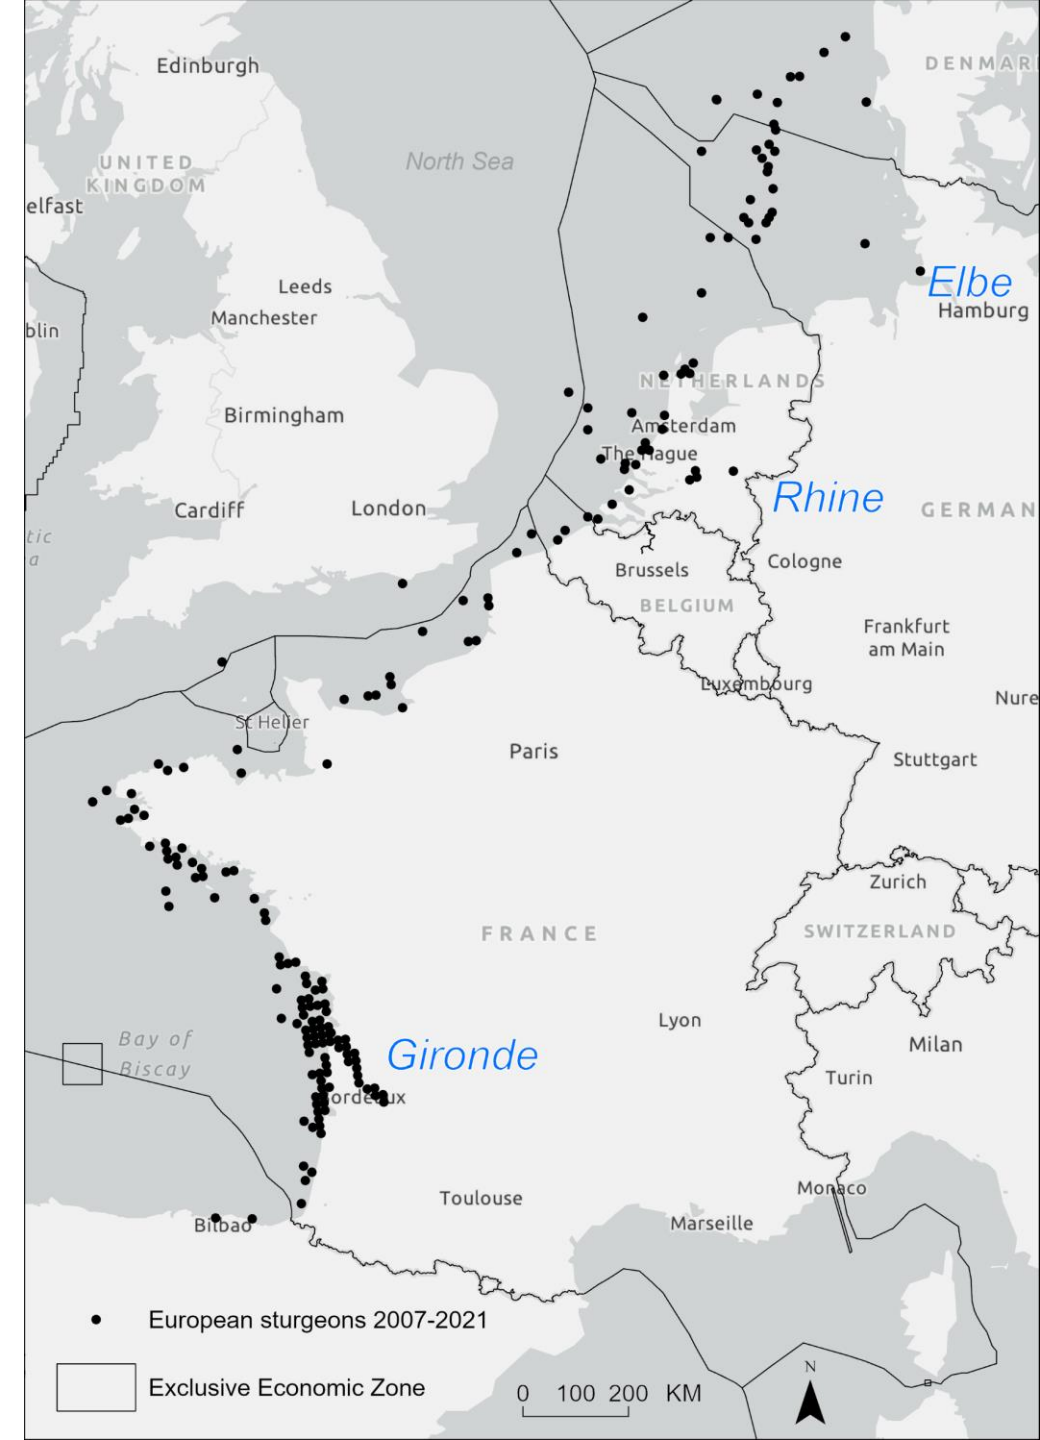 Edinburgh
DENMAR
UNITED
KINGDOM
North Sea
elfast
Leeds
Elbe
Hamburg
Manchester
blin
NETHERLANDS
Birmingham
Amsterdam
The Hague
Rhine
Cardiff
London
GERMAN
tic
a
Brussels
Cologne
BELGIUM
Frankfurt
am Main
Luxembourg
Nure
St Helier
Paris
Stuttgart
Zurich
FRANCE
SWITZERLAND
Lyon
Bay of
Biscay
Gironde
Milan
Turin
Bordeaux
Monaco
Toulouse
Marseille
Bilbao
European sturgeons 2007-2021
Exclusive Economic Zone
0 100 200 KM
N